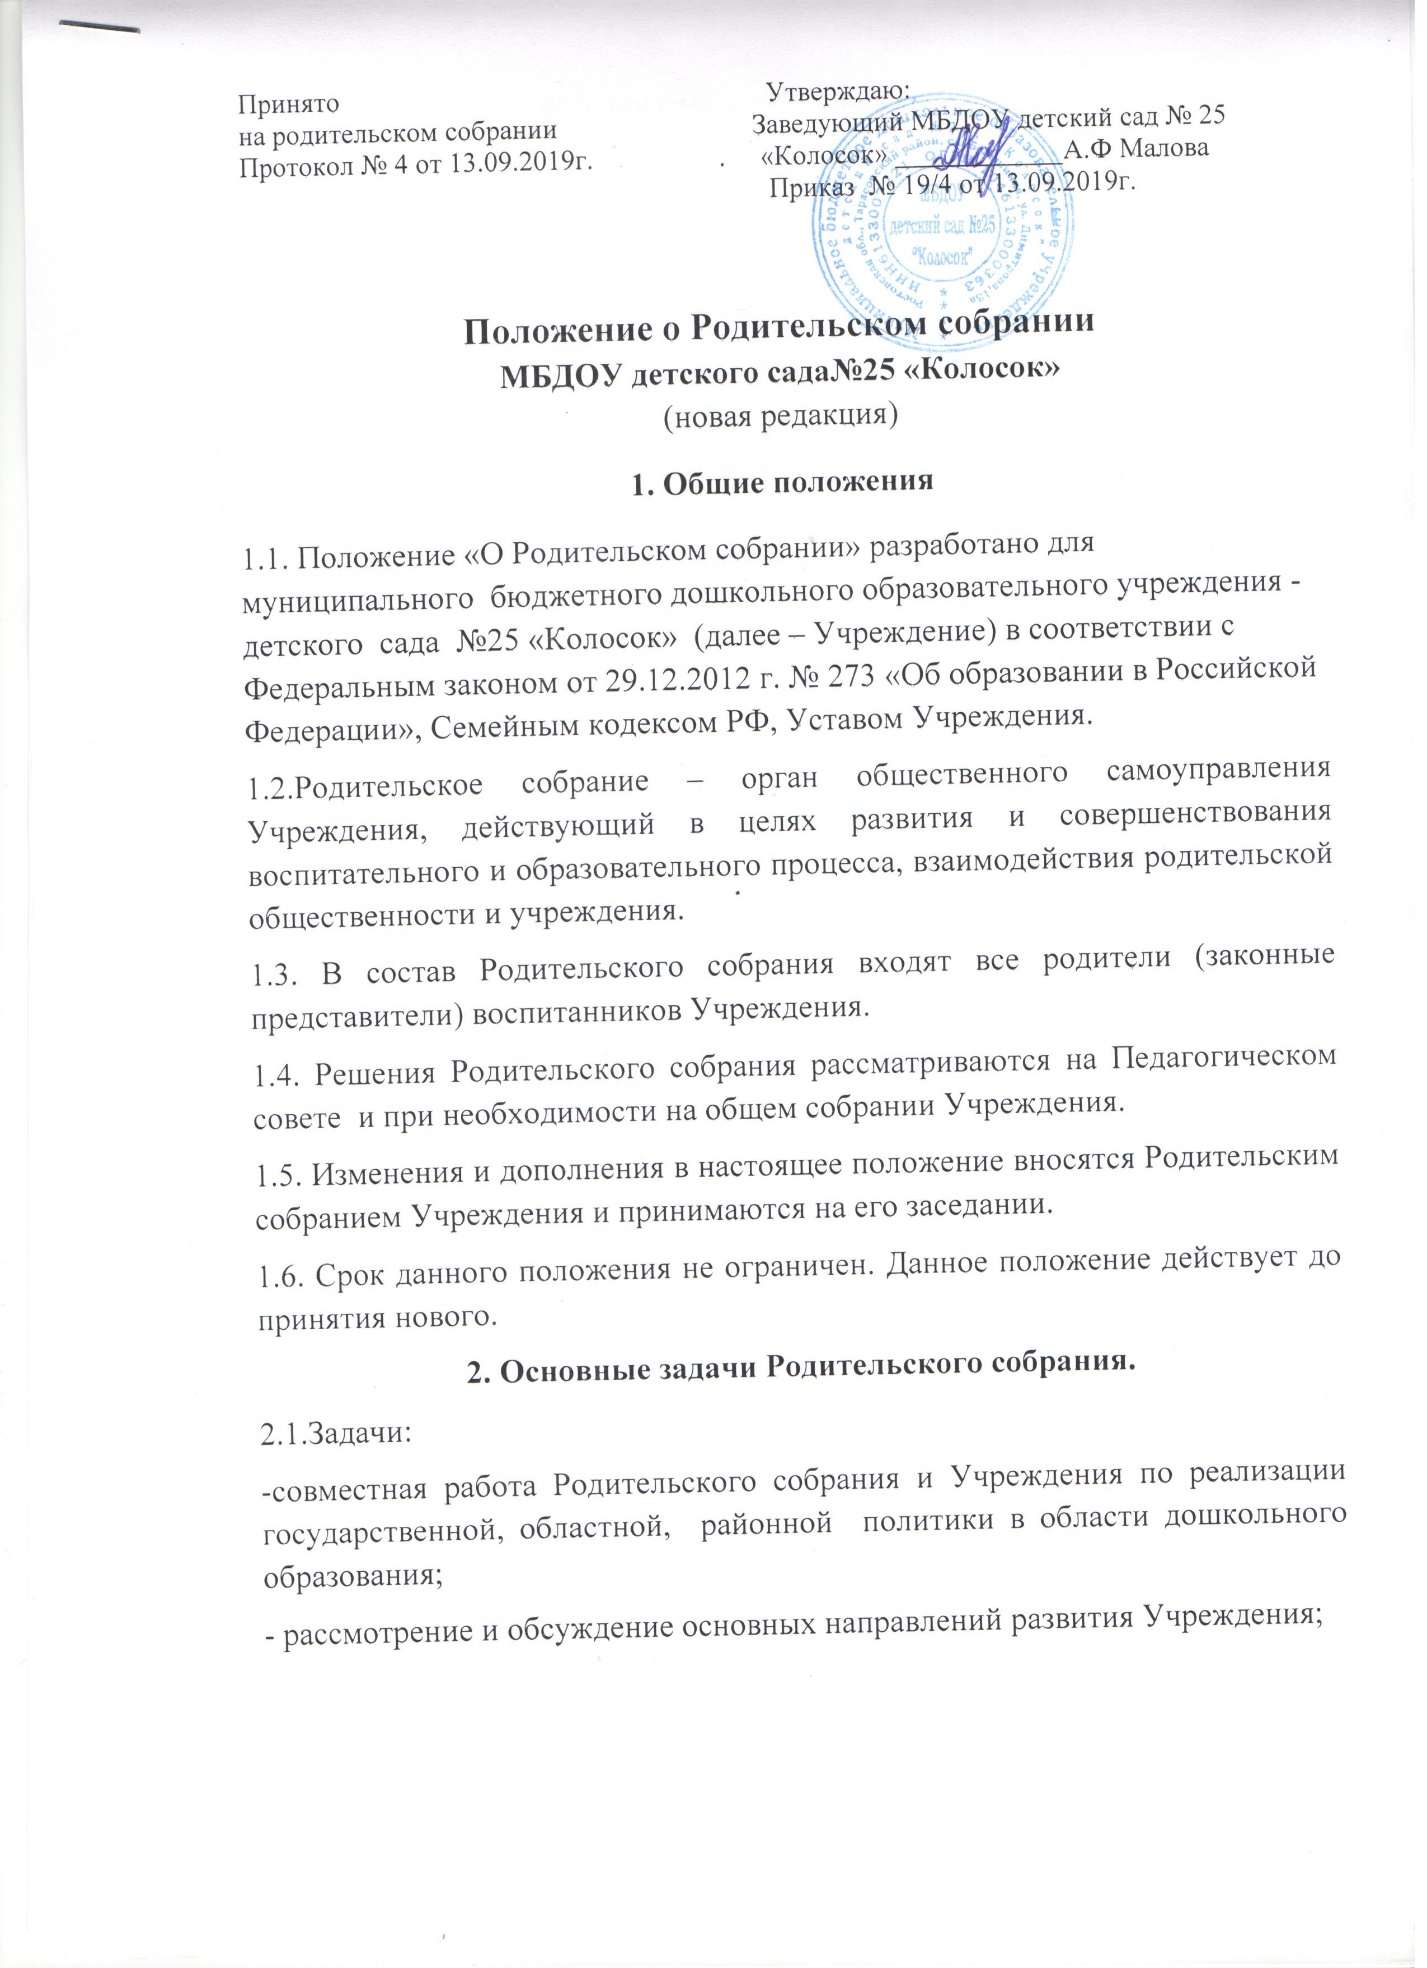 Принято
на родительском собрании
Протокол № 4 от 13.09.2019г.
Утверждаю:
Заведующий МБДОУ детский сад № 25
«Колосок» ____________А.Ф Малова
Приказ № 19/4 от 13.09.2019г.
МБДОУ
детский сад №25
"Колосок"
Положение о Родительском собрании
МБДОУ детского сада№25 «Колосок»
(новая редакция)
1. Общие положения
1.1. Положение «О Родительском собрании» разработано для
муниципального бюджетного дошкольного образовательного учреждения -
детского сада №25 «Колосок» (далее – Учреждение) в соответствии с
Федеральным законом от 29.12.2012 г. № 273 «Об образовании в Российской
Федерации», Семейным кодексом РФ, Уставом Учреждения.
1.2.Родительское собрание – орган общественного самоуправления
Учреждения, действующий в целях развития и совершенствования
воспитательного и образовательного процесса, взаимодействия родительской
общественности и учреждения.
1.3. В состав Родительского собрания входят все родители (законные
представители) воспитанников Учреждения.
1.4. Решения Родительского собрания рассматриваются на Педагогическом
совете и при необходимости на общем собрании Учреждения.
1.5. Изменения и дополнения в настоящее положение вносятся Родительским
собранием Учреждения и принимаются на его заседании.
1.6. Срок данного положения не ограничен. Данное положение действует до
принятия нового.
2. Основные задачи Родительского собрания.
2.1.Задачи:
-совместная работа Родительского собрания и Учреждения по реализации
государственной, областной, районной политики в области дошкольного
образования;
- рассмотрение и обсуждение основных направлений развития Учреждения;